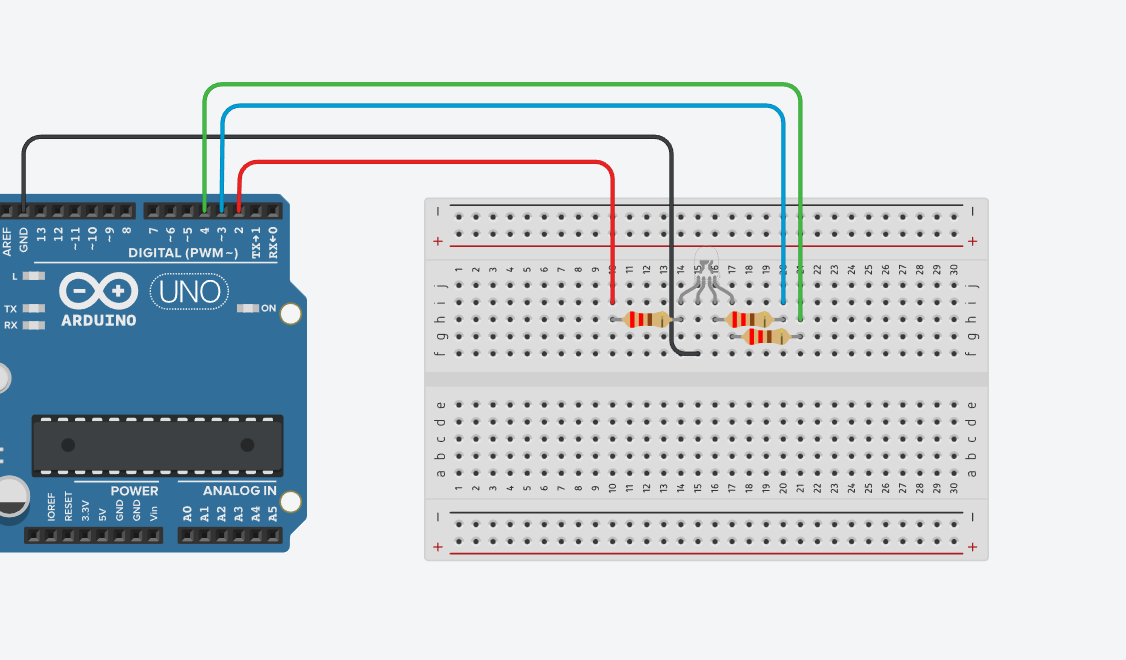 AREF
GND
13
12
~11
~10
~9
8
7
~6
~5
4
~3
2
TX→1
RX←0
DIGITAL (PWM~)
L
TX
RX
UNO
ON
ARDUINO
POWER
ANALOG IN
IOREF
RESET
3.3V
5V
GND
GND
Vin
A0
A1
A2
A3
A4
A5
− −
+ +
1 2 3 4 5 6 7 8 9 10 11 12 13 14 15 16 17 18 19 20 21 22 23 24 25 26 27 28 29 30
j j
i i
h h
g g
f f
e e
d d
c c
b b
a a
1 2 3 4 5 6 7 8 9 10 11 12 13 14 15 16 17 18 19 20 21 22 23 24 25 26 27 28 29 30
− −
+ +